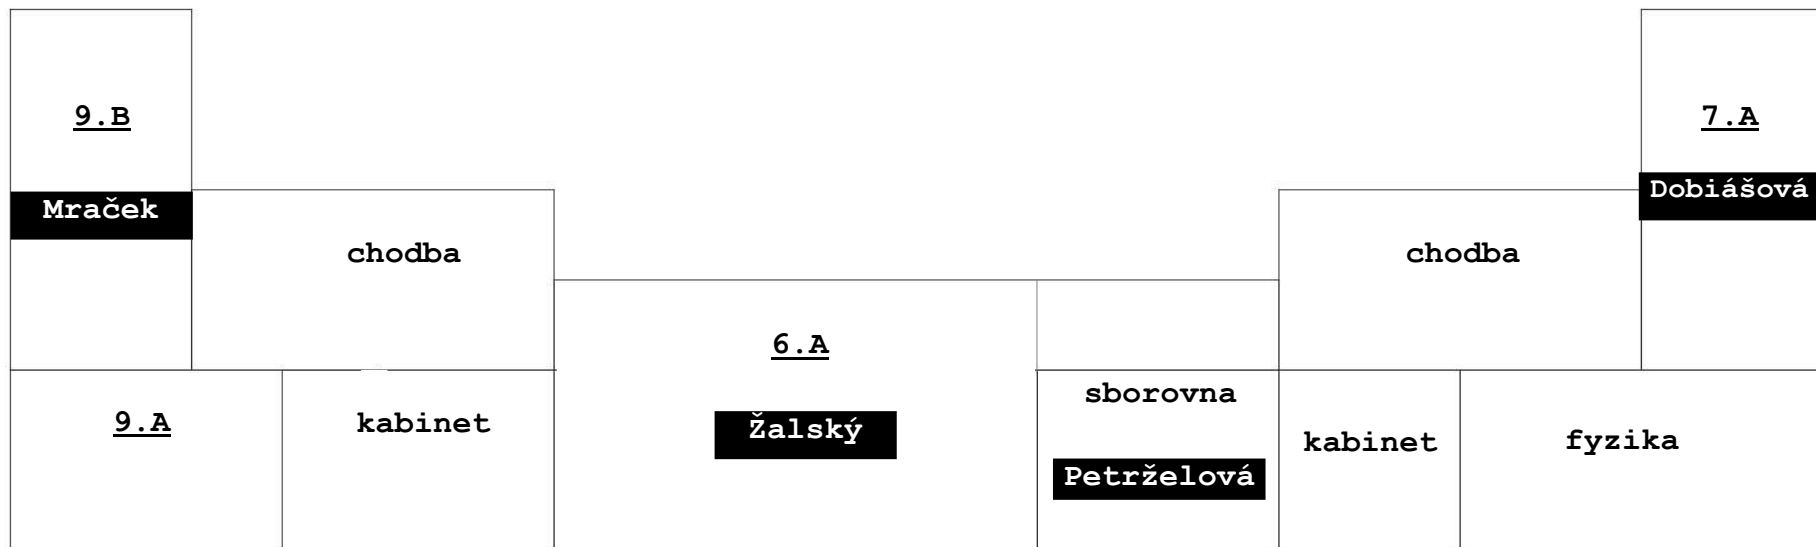 9.B
7.A
Mraček
Dobiášová
chodba
chodba
6.A
sborovna
9.A
kabinet
Žalský
kabinet
fyzika
Petrželová